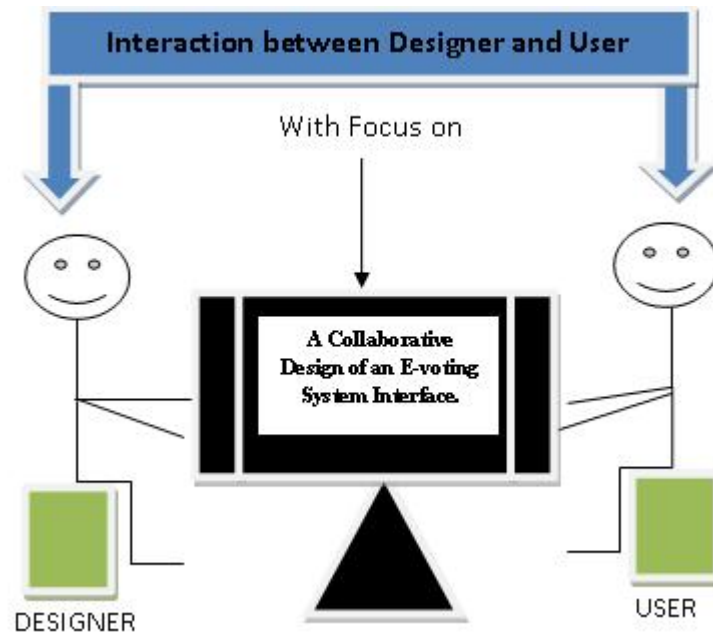 Interaction between Designer and User
With Focus on
A Collaborative
Design of an E-voting
System Interface.
DESIGNER
USER